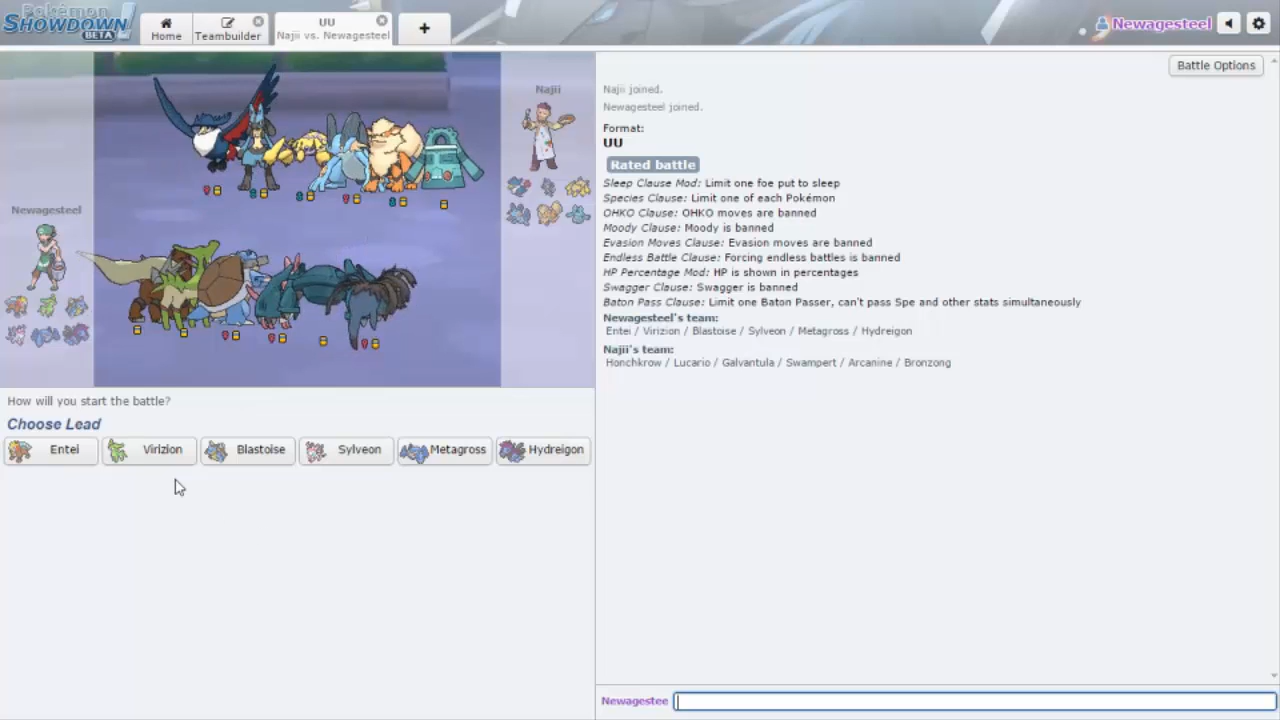 Pokémon
SHOWDOWN!
BETA
Home
Teambuilder
UU
Najii vs. Newagesteel
+
Newagesteel
Battle Options
Najii
Newagesteel
Najii joined.
Newagesteel joined.
Format:
UU
Rated battle
Sleep Clause Mod: Limit one foe put to sleep
Species Clause: Limit one of each Pokémon
OHKO Clause: OHKO moves are banned
Moody Clause: Moody is banned
Evasion Moves Clause: Evasion moves are banned
Endless Battle Clause: Forcing endless battles is banned
HP Percentage Mod: HP is shown in percentages
Swagger Clause: Swagger is banned
Baton Pass Clause: Limit one Baton Passer, can't pass Spe and other stats simultaneously
Newagesteel's team:
Entei / Virizion / Blastoise / Sylveon / Metagross / Hydreigon
Najii's team:
Honchkrow / Lucario / Galvantula / Swampert / Arcanine / Bronzong
How will you start the battle?
Choose Lead
Entei
Virizion
Blastoise
Sylveon
Metagross
Hydreigon
Newagestee